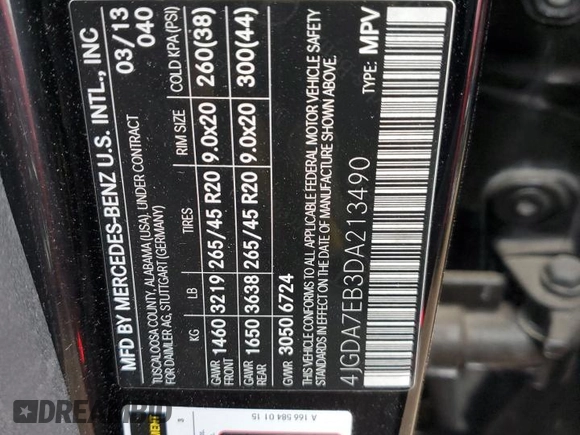 MFD BY MERCEDES-BENZ U.S. INTL., INC
TUSCALOOSA COUNTY, ALABAMA (USA), UNDER CONTRACT
FOR DAIMLER AG, STUTTGART (GERMANY)
03/13
040
KG LB TIRES RIM SIZE COLD KPA (PSI)
GAWR FRONT 1460 3219 265/45 R20 9.0x20 260(38)
GAWR REAR 1650 3638 265/45 R20 9.0x20 300(44)
GVWR 3050 6724
THIS VEHICLE CONFORMS TO ALL APPLICABLE FEDERAL MOTOR VEHICLE SAFETY
STANDARDS IN EFFECT ON THE DATE OF MANUFACTURE SHOWN ABOVE.
4JGDA7EB3DA213490
TYPE: MPV
A 166 584 01 15
3
DREAMBID